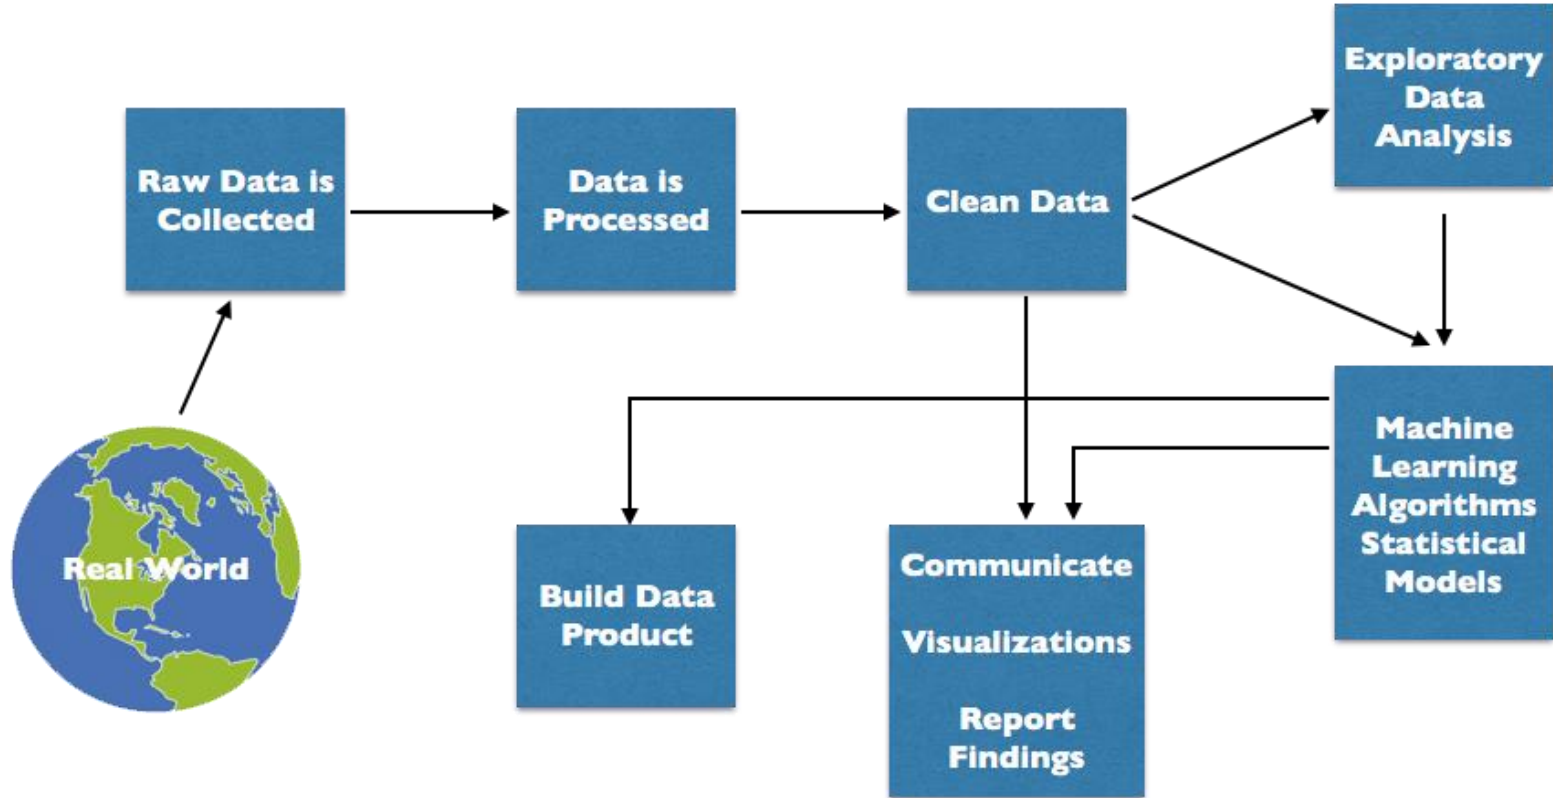 Raw Data is
Collected
Data is
Processed
Clean Data
Exploratory
Data
Analysis
Machine
Learning
Algorithms
Statistical
Models
Real World
Build Data
Product
Communicate
Visualizations
Report
Findings